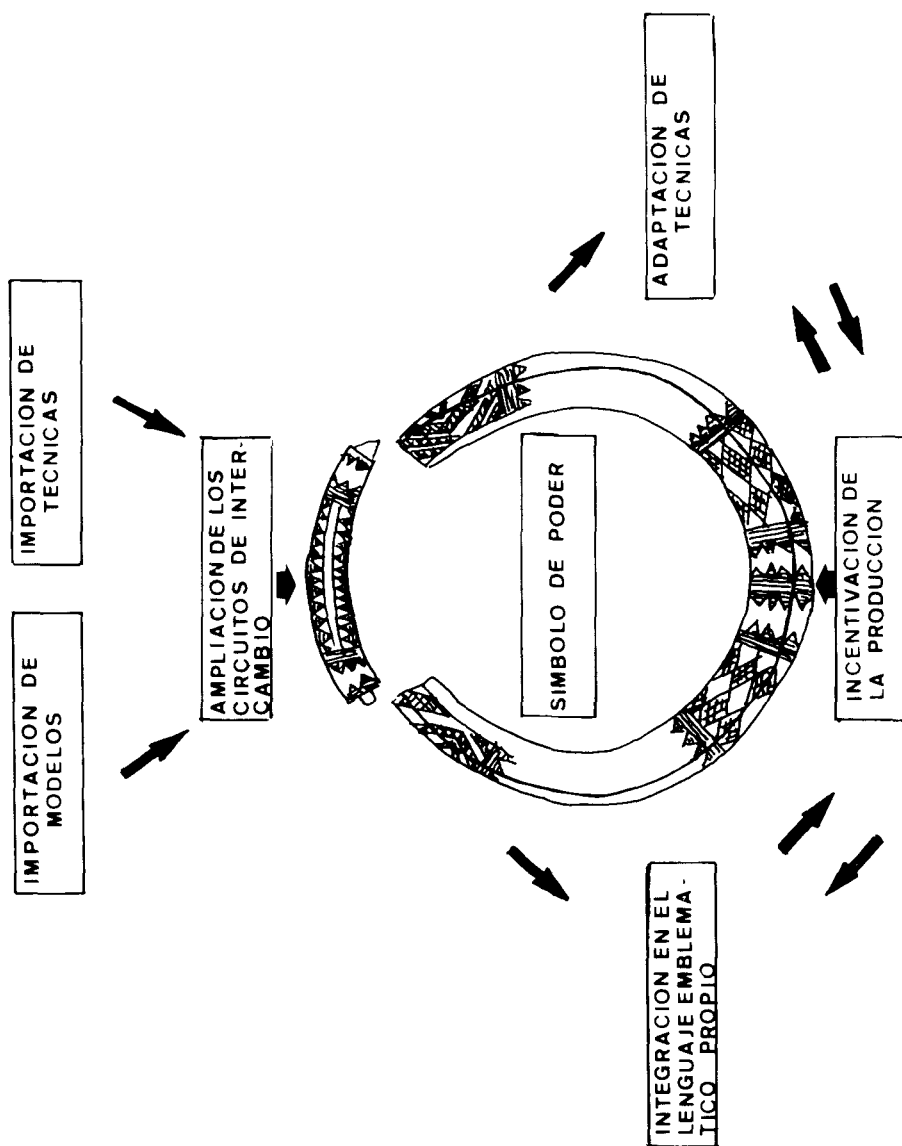 IMPORTACION DE
MODELOS
IMPORTACION DE
TECNICAS
AMPLIACION DE LOS
CIRCUITOS DE INTER-
CAMBIO
SIMBOLO DE PODER
INTEGRACION EN EL
LENGUAJE EMBLEMA-
TICO PROPIO
ADAPTACION DE
TECNICAS
INCENTIVACION DE
LA PRODUCCION